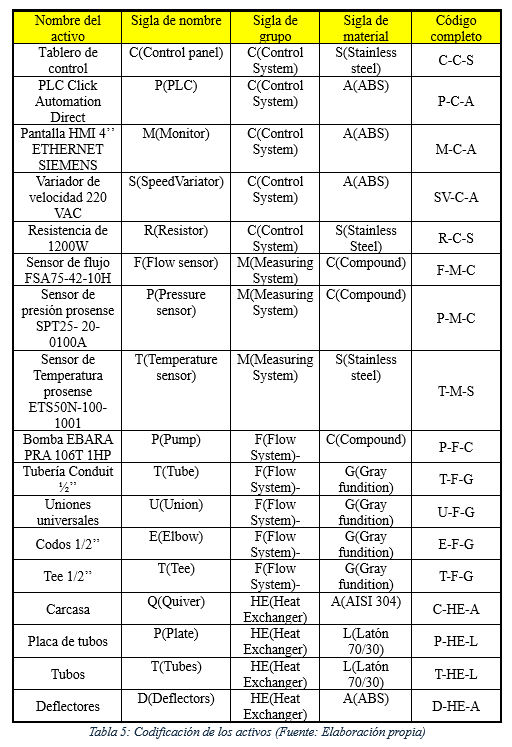 Nombre del activo Sigla de nombre Sigla de grupo Sigla de material Código completo
Tablero de control C(Control panel) C(Control System) S(Stainless steel) C-C-S
PLC Click Automation Direct P(PLC) C(Control System) A(ABS) P-C-A
Pantalla HMI 4’’ ETHERNET SIEMENS M(Monitor) C(Control System) A(ABS) M-C-A
Variador de velocidad 220 VAC S(SpeedVariator) C(Control System) A(ABS) SV-C-A
Resistencia de 1200W R(Resistor) C(Control System) S(Stainless Steel) R-C-S
Sensor de flujo FSA75-42-10H F(Flow sensor) M(Measuring System) C(Compound) F-M-C
Sensor de presión prosense SPT25- 20-0100A P(Pressure sensor) M(Measuring System) C(Compound) P-M-C
Sensor de Temperatura prosense ETS50N-100-1001 T(Temperature sensor) M(Measuring System) S(Stainless steel) T-M-S
Bomba EBARA PRA 106T 1HP P(Pump) F(Flow System)- C(Compound) P-F-C
Tubería Conduit ½’’ T(Tube) F(Flow System)- G(Gray fundition) T-F-G
Uniones universales U(Union) F(Flow System)- G(Gray fundition) U-F-G
Codos 1/2’’ E(Elbow) F(Flow System)- G(Gray fundition) E-F-G
Tee 1/2’’ T(Tee) F(Flow System)- G(Gray fundition) T-F-G
Carcasa Q(Quiver) HE(Heat Exchanger) A(AISI 304) C-HE-A
Placa de tubos P(Plate) HE(Heat Exchanger) L(Latón 70/30) P-HE-L
Tubos T(Tubes) HE(Heat Exchanger) L(Latón 70/30) T-HE-L
Deflectores D(Deflectors) HE(Heat Exchanger) A(ABS) D-HE-A
Tabla 5: Codificación de los activos (Fuente: Elaboración propia)